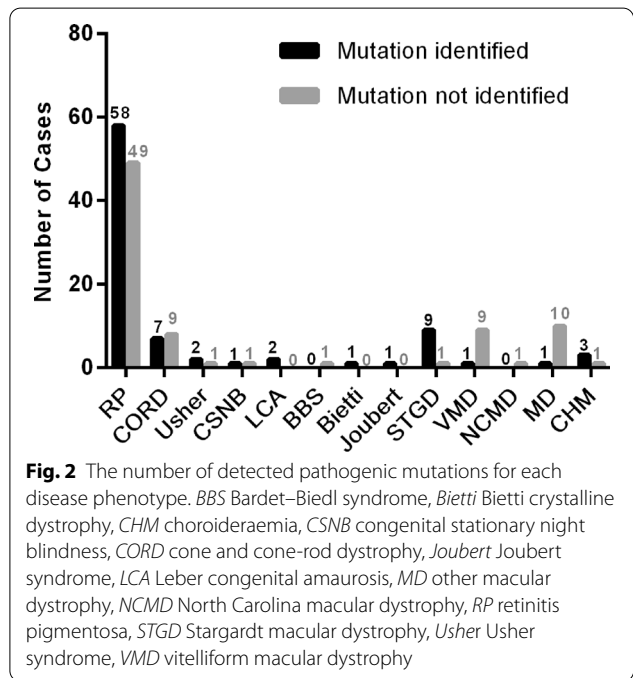 80
60
40
20
0
Number of Cases
Mutation identified
Mutation not identified
58
49
7
9
2
1
1
1
2
0
0
1
1
0
1
0
9
1
1
9
0
1
1
10
3
1
RP
CORD
Usher
CSNB
LCA
BBS
Bietti
Joubert
STGD
VMD
NCMD
MD
CHM
Fig. 2 The number of detected pathogenic mutations for each
disease phenotype. BBS Bardet–Biedl syndrome, Bietti Bietti crystalline
dystrophy, CHM choroideraemia, CSNB congenital stationary night
blindness, CORD cone and cone-rod dystrophy, Joubert Joubert
syndrome, LCA Leber congenital amaurosis, MD other macular
dystrophy, NCMD North Carolina macular dystrophy, RP retinitis
pigmentosa, STGD Stargardt macular dystrophy, Usher Usher
syndrome, VMD vitelliform macular dystrophy